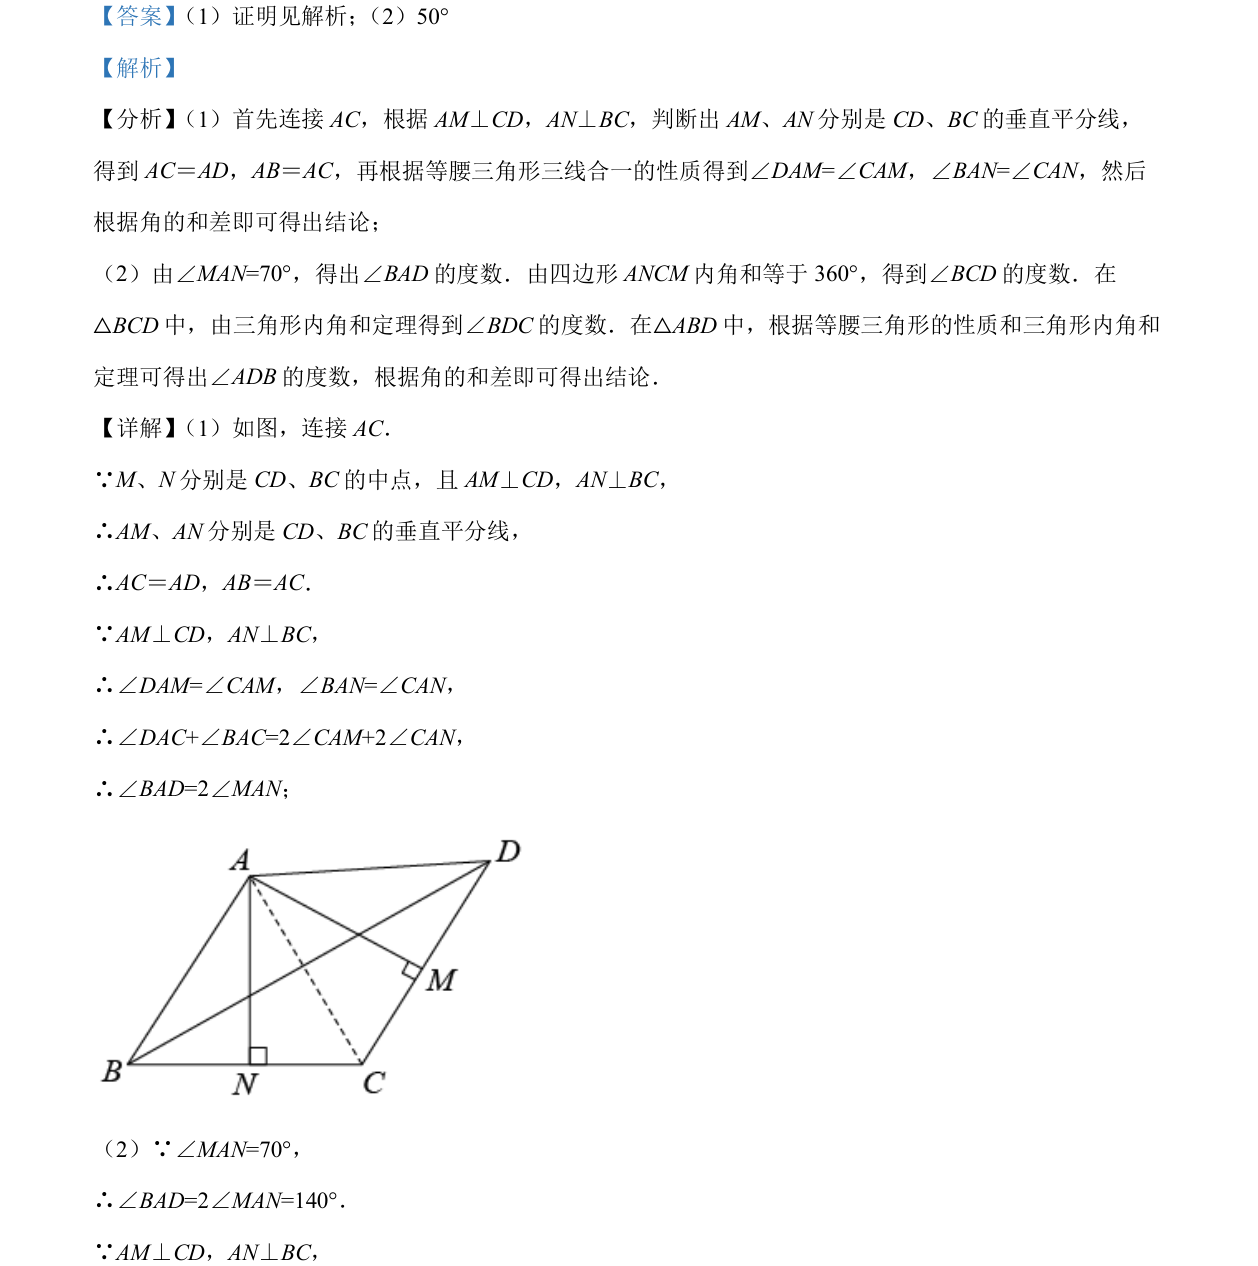 【答案】（1）证明见解析；（2）50°
【解析】
【分析】（1）首先连接 AC，根据 AM⊥CD，AN⊥BC，判断出 AM、AN 分别是 CD、BC 的垂直平分线，
得到 AC＝AD，AB＝AC，再根据等腰三角形三线合一的性质得到∠DAM=∠CAM，∠BAN=∠CAN，然后
根据角的和差即可得出结论；
（2）由∠MAN=70°，得出∠BAD 的度数．由四边形 ANCM 内角和等于 360°，得到∠BCD 的度数．在
△BCD 中，由三角形内角和定理得到∠BDC 的度数．在△ABD 中，根据等腰三角形的性质和三角形内角和
定理可得出∠ADB 的度数，根据角的和差即可得出结论．
【详解】（1）如图，连接 AC．
∵M、N 分别是 CD、BC 的中点，且 AM⊥CD，AN⊥BC，
∴AM、AN 分别是 CD、BC 的垂直平分线，
∴AC＝AD，AB＝AC．
∵AM⊥CD，AN⊥BC，
∴∠DAM=∠CAM，∠BAN=∠CAN，
∴∠DAC+∠BAC=2∠CAM+2∠CAN，
∴∠BAD=2∠MAN；
A
D
M
B
N
C
（2）∵∠MAN=70°，
∴∠BAD=2∠MAN=140°．
∵AM⊥CD，AN⊥BC，